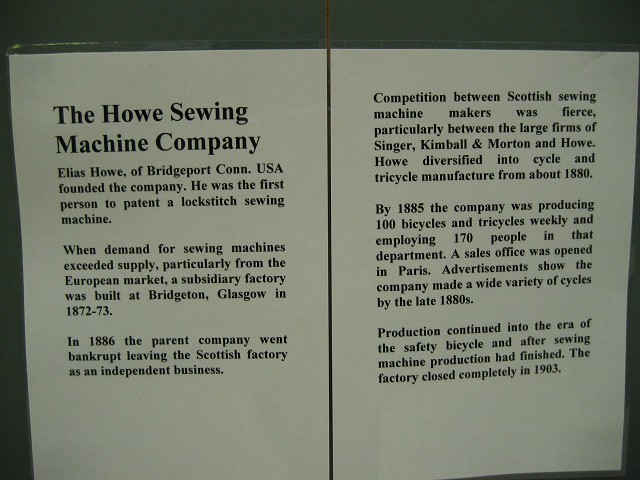 The Howe Sewing
Machine Company
Elias Howe, of Bridgeport Conn. USA
founded the company. He was the first
person to patent a lockstitch sewing
machine.
When demand for sewing machines
exceeded supply, particularly from the
European market, a subsidiary factory
was built at Bridgeton, Glasgow in
1872-73.
In 1886 the parent company went
bankrupt leaving the Scottish factory
as an independent business.
Competition between Scottish sewing
machine makers was fierce,
particularly between the large firms of
Singer, Kimball & Morton and Howe.
Howe diversified into cycle and
tricycle manufacture from about 1880.
By 1885 the company was producing
100 bicycles and tricycles weekly and
employing 170 people in that
department. A sales office was opened
in Paris. Advertisements show the
company made a wide variety of cycles
by the late 1880s.
Production continued into the era of
the safety bicycle and after sewing
machine production had finished. The
factory closed completely in 1903.